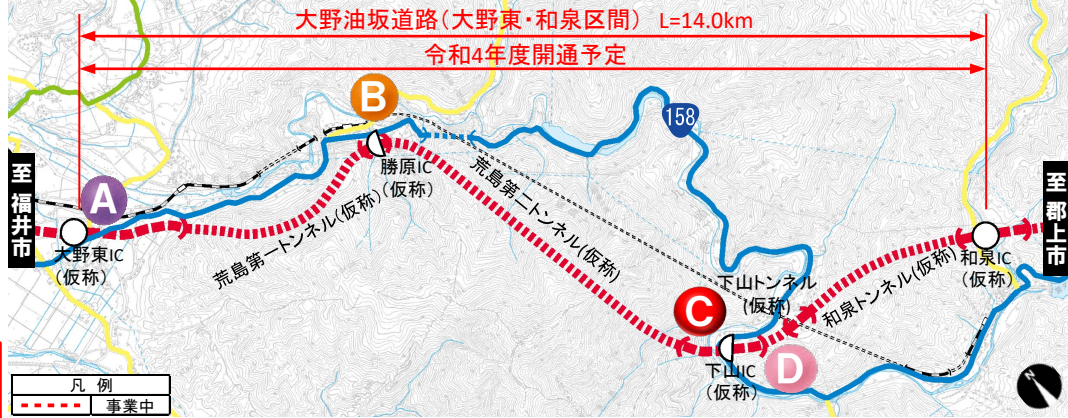 大野油坂道路(大野東・和泉区間) L=14.0km
令和4年度開通予定
B
158
勝原IC
(仮称)
荒島第二トンネル(仮称)
至 福井市
A
大野東IC
(仮称)
荒島第一トンネル(仮称)
至 郡上市
和泉IC
(仮称)
下山トンネル
(仮称)
和泉トンネル(仮称)
C
D
下山IC
(仮称)
凡 例
事業中
N